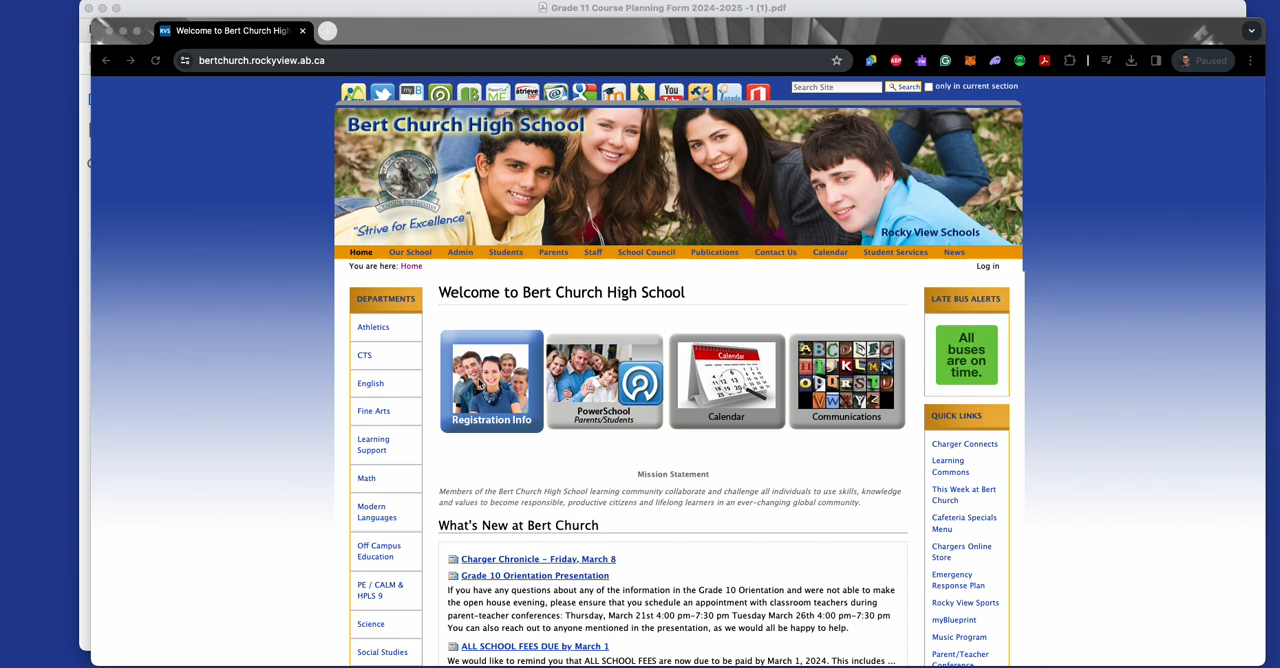 Grade 11 Course Planning Form 2024-2025 -1 (1).pdf
RVS Welcome to Bert Church Hig
bertchurch.rockyview.ab.ca
Paused
Search Site
Search
only in current section
Bert Church High School
"Strive for Excellence"
Rocky View Schools
Home Our School Admin Students Parents Staff School Council Publications Contact Us Calendar Student Services News
You are here: Home
Log in
DEPARTMENTS
Athletics
CTS
English
Fine Arts
Learning
Support
Math
Modern
Languages
Off Campus
Education
PE / CALM &
HPLS 9
Science
Social Studies
Welcome to Bert Church High School
Registration Info
PowerSchool
Parents/Students
Calendar
Calendar
Communications
Mission Statement
Members of the Bert Church High School learning community collaborate and challenge all individuals to use skills, knowledge
and values to become responsible, productive citizens and lifelong learners in an ever-changing global community.
What's New at Bert Church
Charger Chronicle - Friday, March 8
Grade 10 Orientation Presentation
If you have any questions about any of the information in the Grade 10 Orientation and were not able to make
the open house evening, please ensure that you schedule an appointment with classroom teachers during
parent-teacher conferences: Thursday, March 21st 4:00 pm-7:30 pm Tuesday March 26th 4:00 pm-7:30 pm
You can also reach out to anyone mentioned in the presentation, as we would all be happy to help.
ALL SCHOOL FEES DUE by March 1
We would like to remind you that ALL SCHOOL FEES are now due to be paid by March 1, 2024. This includes ...
LATE BUS ALERTS
All
buses are
on
time.
QUICK LINKS
Charger Connects
Learning
Commons
This Week at Bert
Church
Cafeteria Specials
Menu
Chargers Online
Store
Emergency
Response Plan
Rocky View Sports
myBlueprint
Music Program
Parent/Teacher
Conference